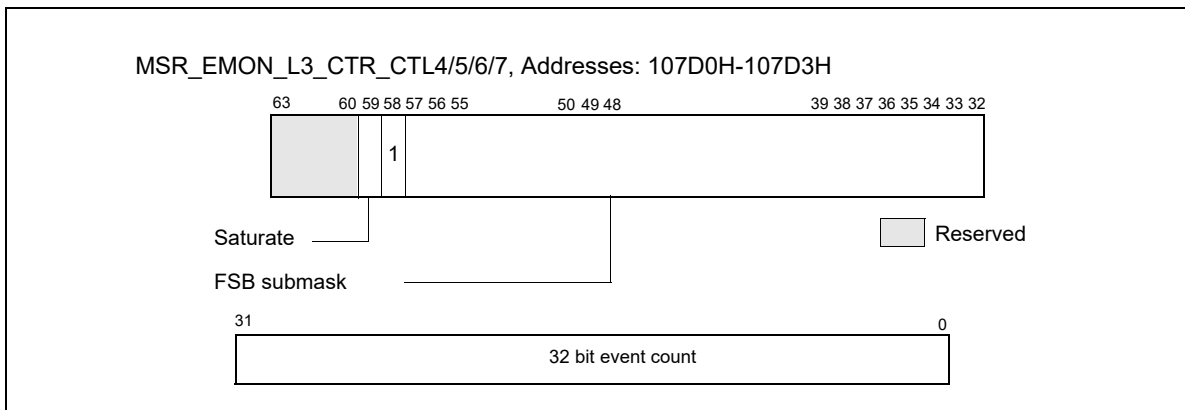 MSR_EMON_L3_CTR_CTL4/5/6/7, Addresses: 107D0H-107D3H
63 60 59 58 57 56 55 50 49 48 39 38 37 36 35 34 33 32
1
Saturate
Reserved
FSB submask
31 0
32 bit event count